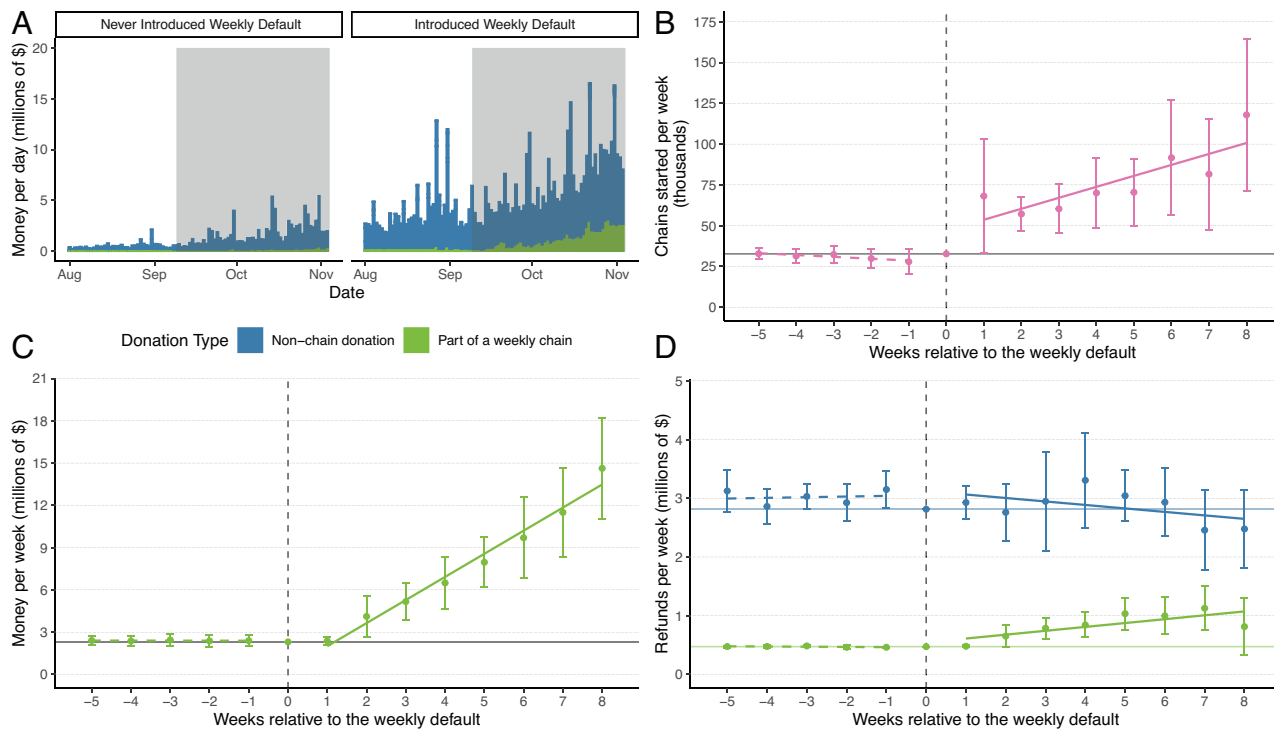 A
Never Introduced Weekly Default
Introduced Weekly Default
Money per day (millions of $)
20
15
10
5
0
Aug
Sep
Oct
Nov
Aug
Sep
Oct
Nov
Date
B
Chains started per week
(thousands)
175
150
125
100
75
50
25
0
−5
−4
−3
−2
−1
0
1
2
3
4
5
6
7
8
Weeks relative to the weekly default
Donation Type
Non−chain donation
Part of a weekly chain
C
Money per week (millions of $)
21
18
15
12
9
6
3
0
−5
−4
−3
−2
−1
0
1
2
3
4
5
6
7
8
Weeks relative to the weekly default
D
Refunds per week (millions of $)
5
4
3
2
1
0
−5
−4
−3
−2
−1
0
1
2
3
4
5
6
7
8
Weeks relative to the weekly default